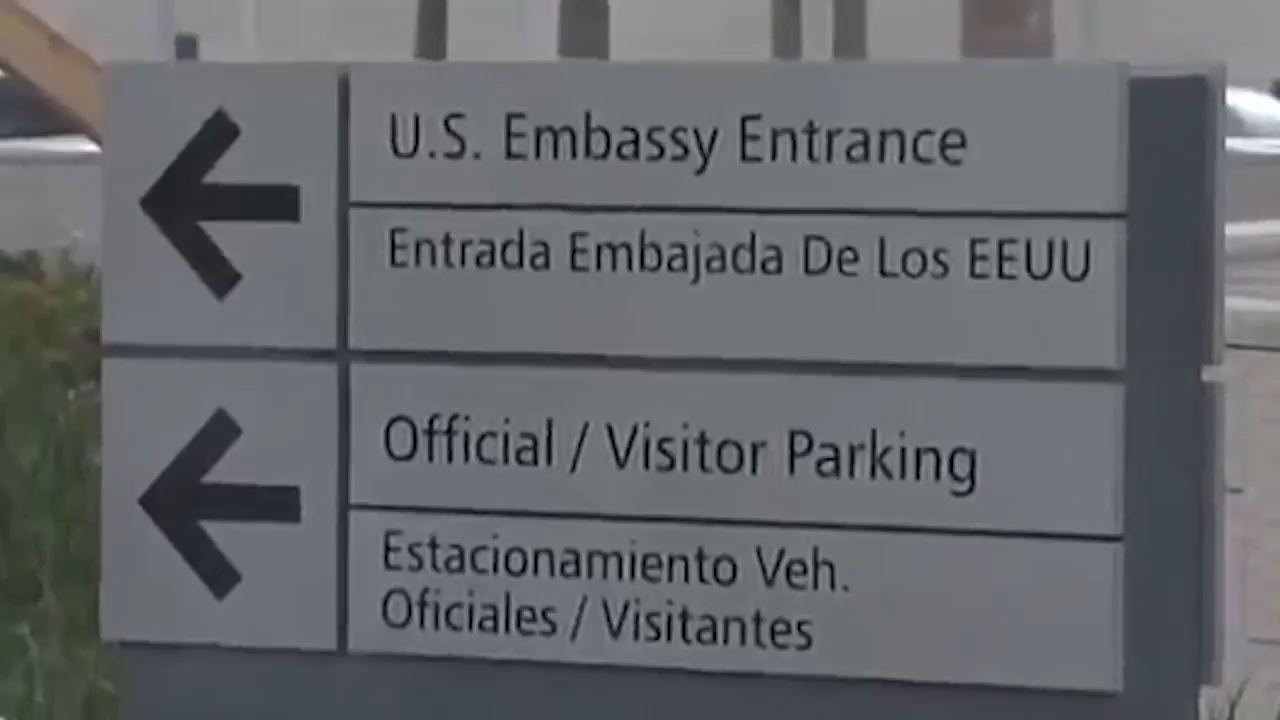 U.S. Embassy Entrance
Entrada Embajada De Los EEUU
Official / Visitor Parking
Estacionamiento Veh.
Oficiales / Visitantes